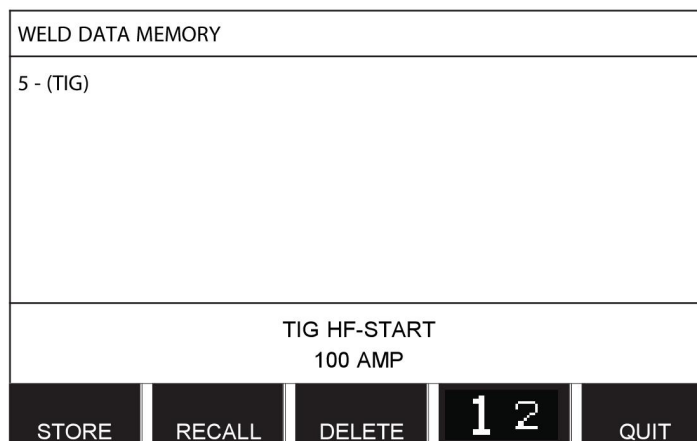 WELD DATA MEMORY
5 - (TIG)
TIG HF-START
100 AMP
STORE RECALL DELETE 1 2 QUIT